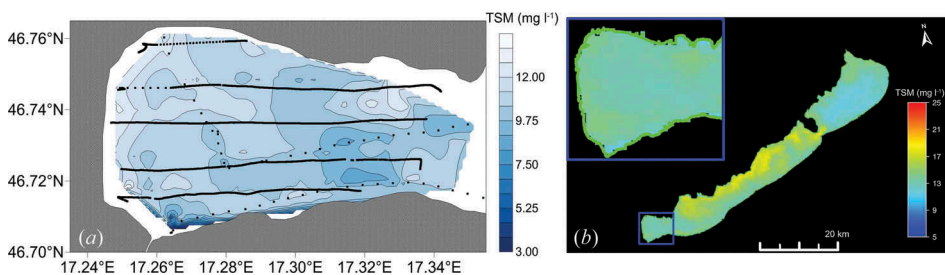 TSM (mg l-1)
46.76°N
46.74°N
46.72°N
46.70°N
17.24°E
17.26°E
17.28°E
17.30°E
17.32°E
17.34°E
(a)
12.00
9.75
7.50
5.25
3.00
N
TSM (mg l-1)
25
21
17
13
9
5
20 km
(b)